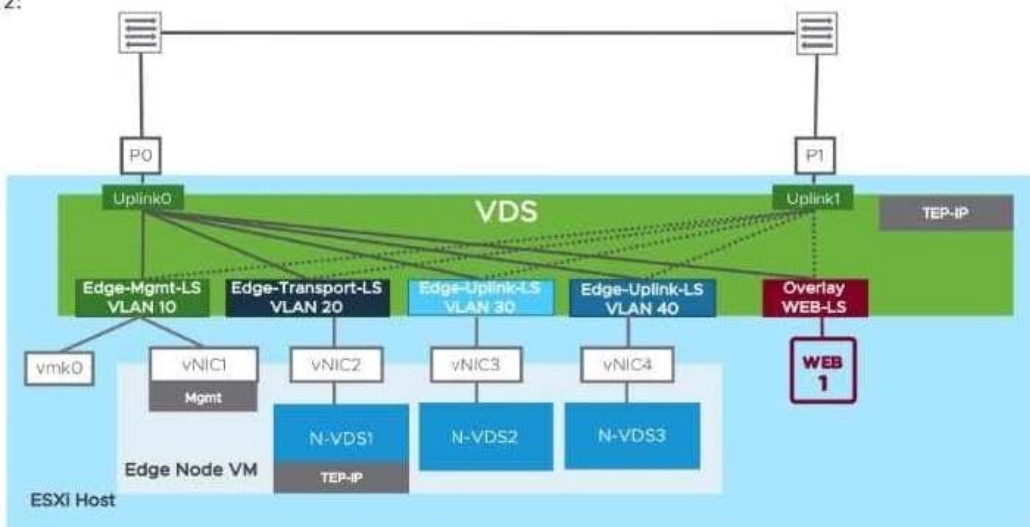 2:
P0
P1
Uplink0
VDS
Uplink1
TEP-IP
Edge-Mgmt-LS
VLAN 10
Edge-Transport-LS
VLAN 20
Edge-Uplink-LS
VLAN 30
Edge-Uplink-LS
VLAN 40
Overlay
WEB-LS
vmk0
vNIC1
Mgmt
vNIC2
vNIC3
vNIC4
WEB
1
N-VDS1
TEP-IP
N-VDS2
N-VDS3
Edge Node VM
ESXi Host